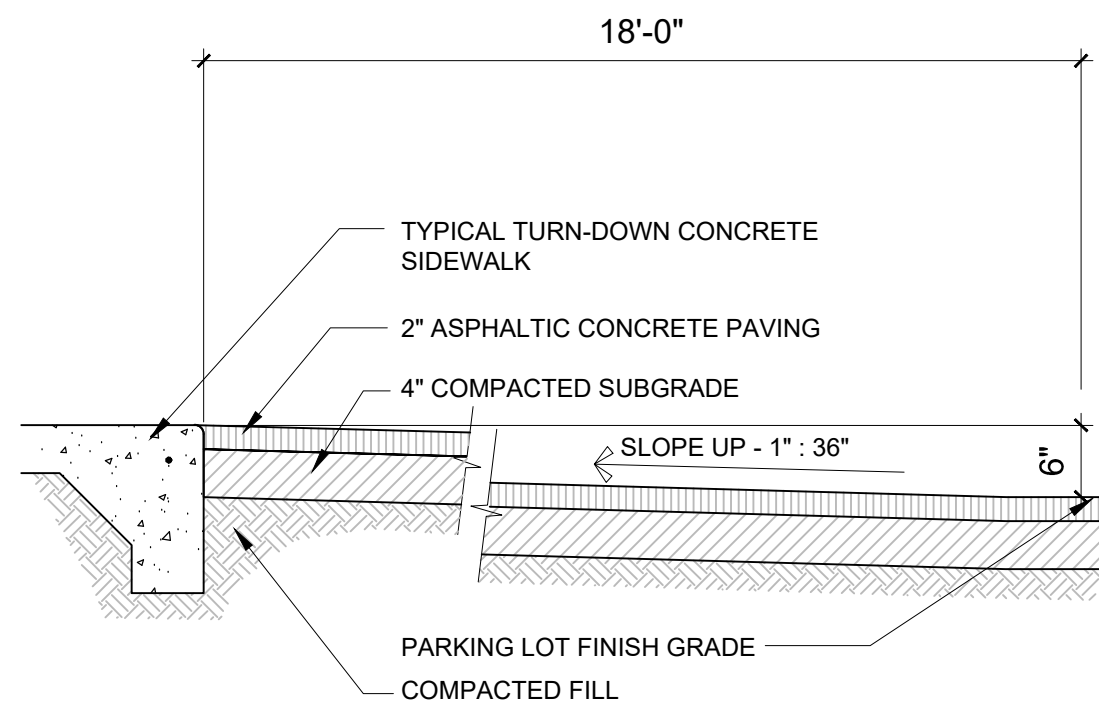 18'-0"
TYPICAL TURN-DOWN CONCRETE
SIDEWALK
2" ASPHALTIC CONCRETE PAVING
4" COMPACTED SUBGRADE
SLOPE UP - 1" : 36"
6"
PARKING LOT FINISH GRADE
COMPACTED FILL